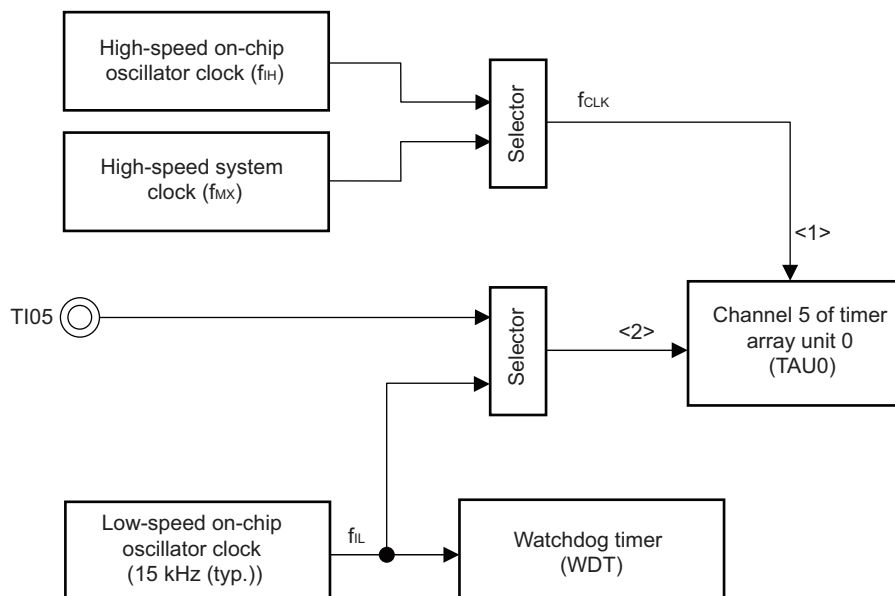 High-speed on-chip
oscillator clock (fIH)
Selector
fCLK
High-speed system
clock (fMX)
<1>
TI05
Selector
<2>
Channel 5 of timer
array unit 0
(TAU0)
Low-speed on-chip
oscillator clock
(15 kHz (typ.))
fIL
Watchdog timer
(WDT)